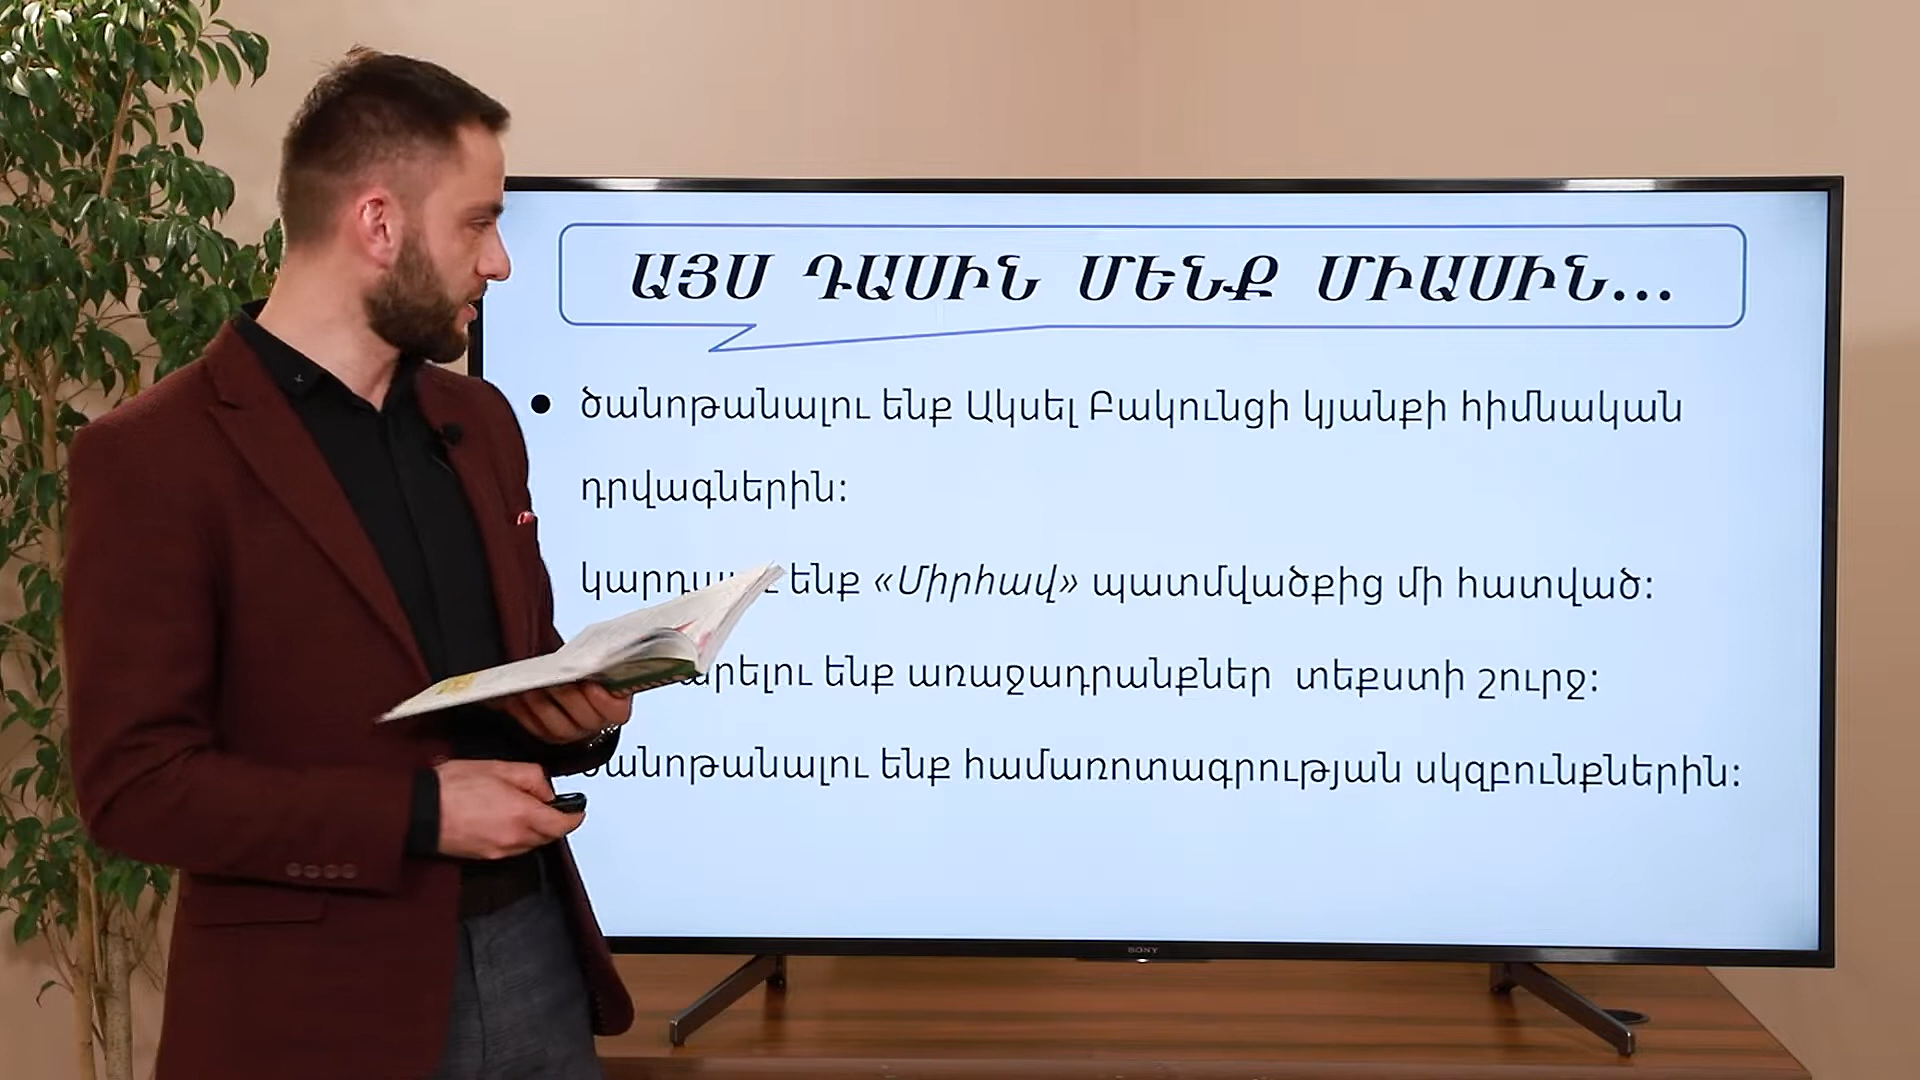 ԱՅՍ ԴԱՍԻՆ ՄԵՆՔ ՄԻԱՍԻՆ...
● ծանոթանալու ենք Ակսել Բակունցի կյանքի հիմնական
դրվագներին:
ենք «Միրհավ» պատմվածքից մի հատված:
ենք առաջադրանքներ տեքստի շուրջ:
ծանոթանալու ենք համառոտագրության սկզբունքներին:
SONY